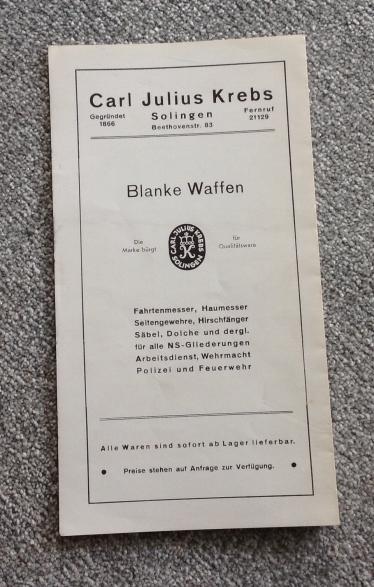 Carl Julius Krebs
Gegründet
1866
Solingen
Beethovenstr. 83
Fernruf
21129
Blanke Waffen
Die
Marke bürgt
CARL JULIUS KREBS
SOLINGEN
für
Qualitätsware
Fahrtenmesser, Haumesser
Seitengewehre, Hirschfänger
Säbel, Dolche und dergl.
für alle NS-Gliederungen
Arbeitsdienst, Wehrmacht
Polizei und Feuerwehr
Alle Waren sind sofort ab Lager lieferbar.
Preise stehen auf Anfrage zur Verfügung.